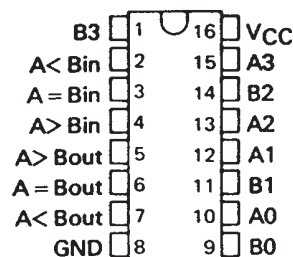 B3 1 16 VCC
A< Bin 2 15 A3
A = Bin 3 14 B2
A> Bin 4 13 A2
A> Bout 5 12 A1
A = Bout 6 11 B1
A< Bout 7 10 A0
GND 8 9 B0